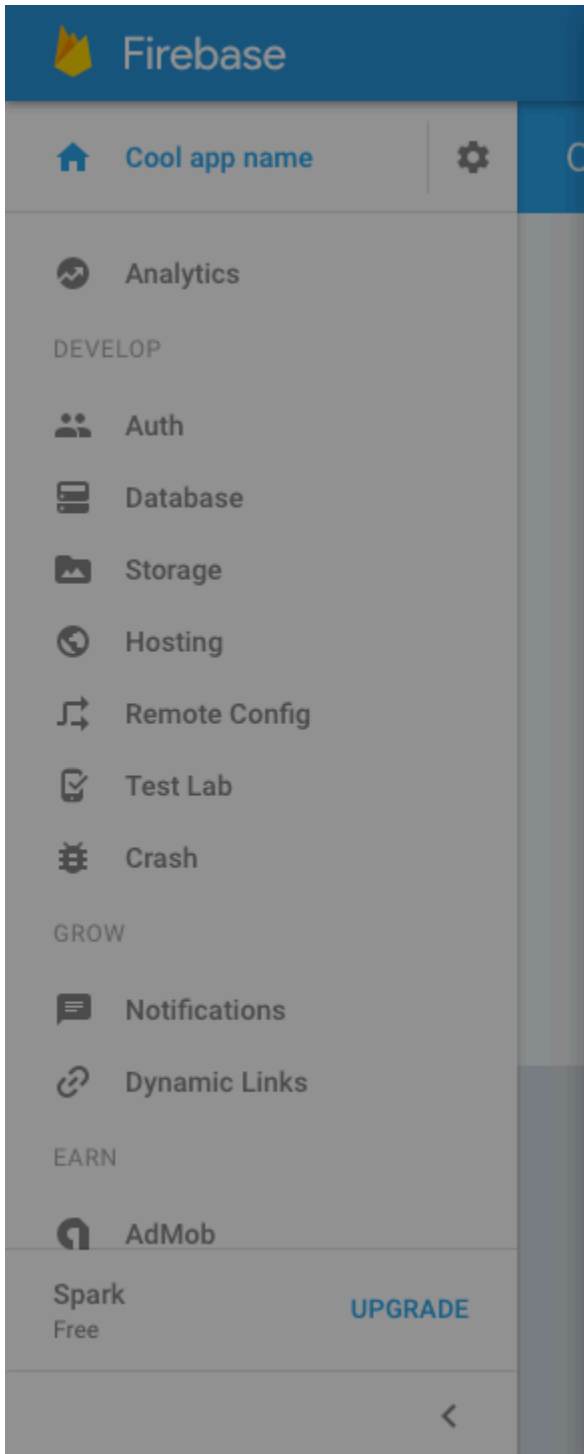 Firebase
Cool app name
Analytics
DEVELOP
Auth
Database
Storage
Hosting
Remote Config
Test Lab
Crash
GROW
Notifications
Dynamic Links
EARN
AdMob
Spark
Free
UPGRADE